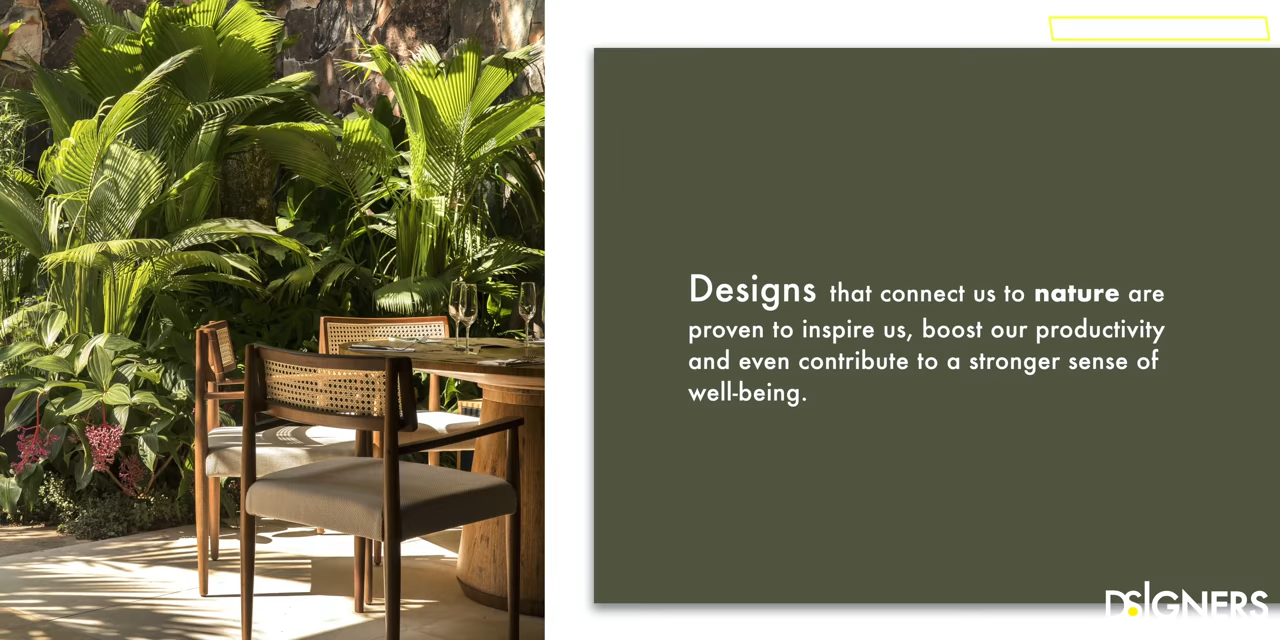 Designs that connect us to nature are
proven to inspire us, boost our productivity
and even contribute to a stronger sense of
well-being.
DSIGNERS